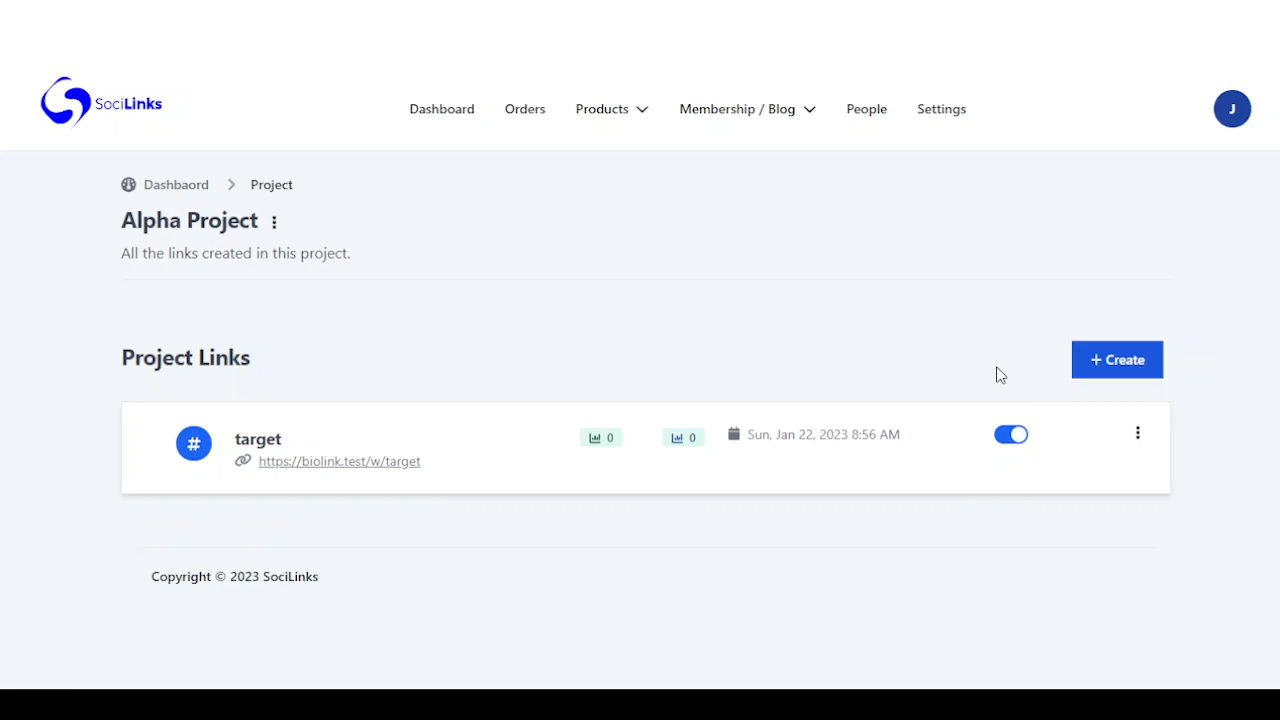 SociLinks
Dashboard Orders Products Membership / Blog People Settings
J
Dashbaord Project
Alpha Project
All the links created in this project.
Project Links
+ Create
# target 0 0 Sun, Jan 22, 2023 8:56 AM
https://biolink.test/w/target
Copyright © 2023 SociLinks